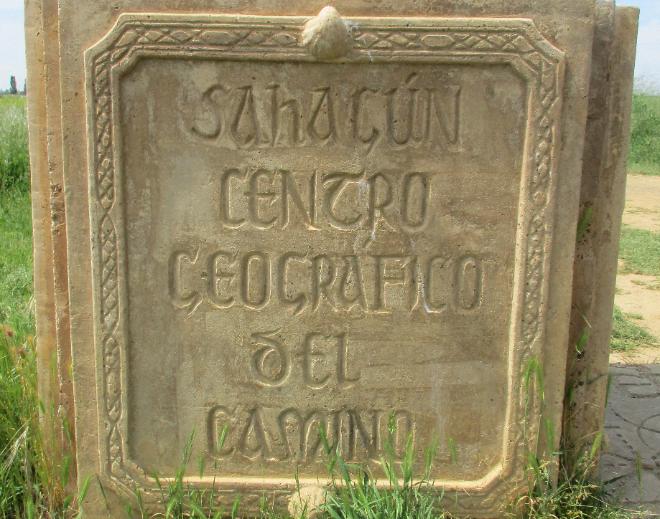 SAhAGÚN
CENTRO
GEOGRÁFICO
DEL
CAMINO